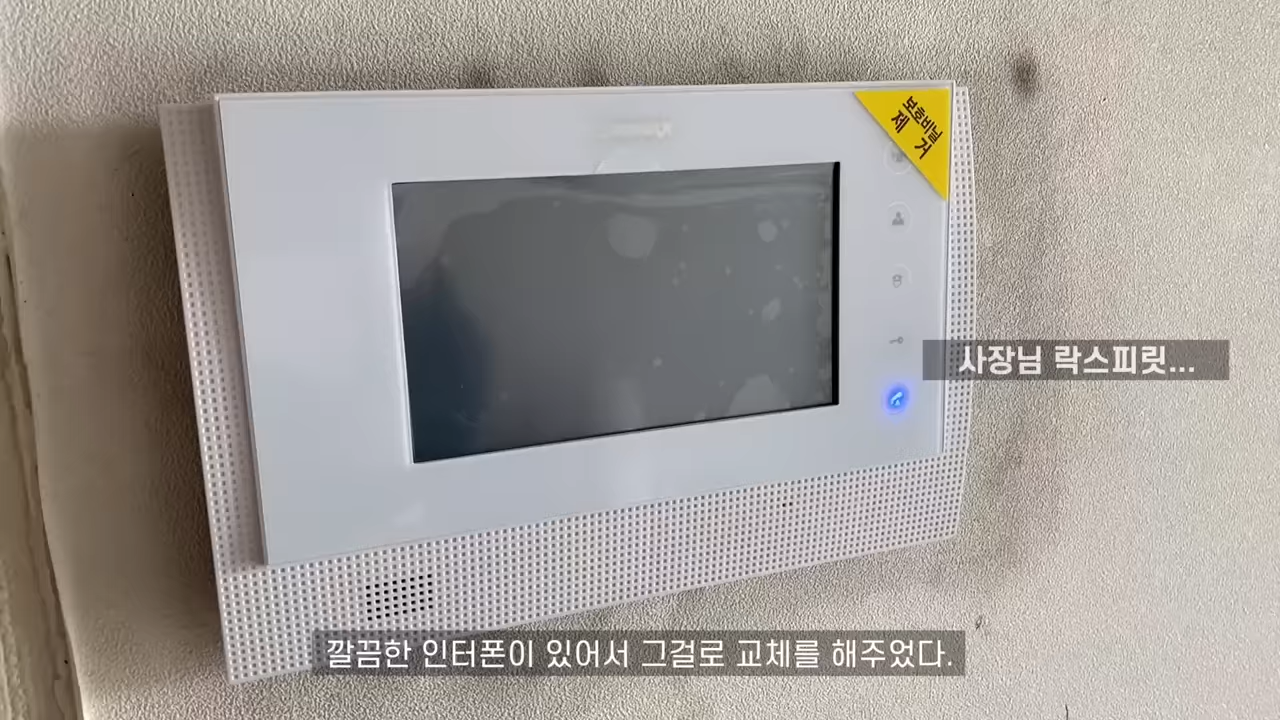 보호비닐
제 거
사장님 락스피릿...
깔끔한 인터폰이 있어서 그걸로 교체를 해주었다.